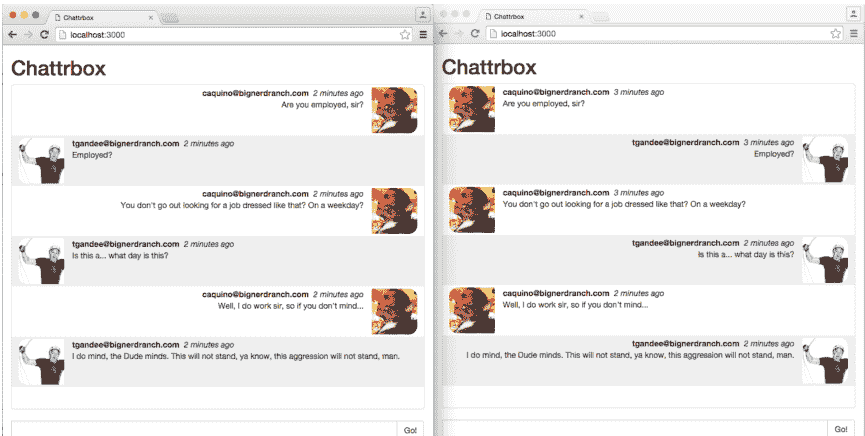 Chattrbox
localhost:3000
Chattrbox
caquino@bignerdranch.com 2 minutes ago
Are you employed, sir?
tgandee@bignerdranch.com 2 minutes ago
Employed?
caquino@bignerdranch.com 2 minutes ago
You don't go out looking for a job dressed like that? On a weekday?
tgandee@bignerdranch.com 2 minutes ago
Is this a... what day is this?
caquino@bignerdranch.com 2 minutes ago
Well, I do work sir, so if you don't mind...
tgandee@bignerdranch.com 2 minutes ago
I do mind, the Dude minds. This will not stand, ya know, this aggression will not stand, man.
Go!
Chattrbox
localhost:3000
Chattrbox
caquino@bignerdranch.com 3 minutes ago
Are you employed, sir?
tgandee@bignerdranch.com 3 minutes ago
Employed?
caquino@bignerdranch.com 3 minutes ago
You don't go out looking for a job dressed like that? On a weekday?
tgandee@bignerdranch.com 2 minutes ago
Is this a... what day is this?
caquino@bignerdranch.com 2 minutes ago
Well, I do work sir, so if you don't mind...
tgandee@bignerdranch.com 2 minutes ago
I do mind, the Dude minds. This will not stand, ya know, this aggression will not stand, man.
Go!